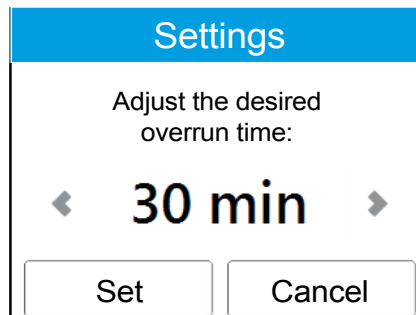 Settings
Adjust the desired
overrun time:
30 min
Set
Cancel